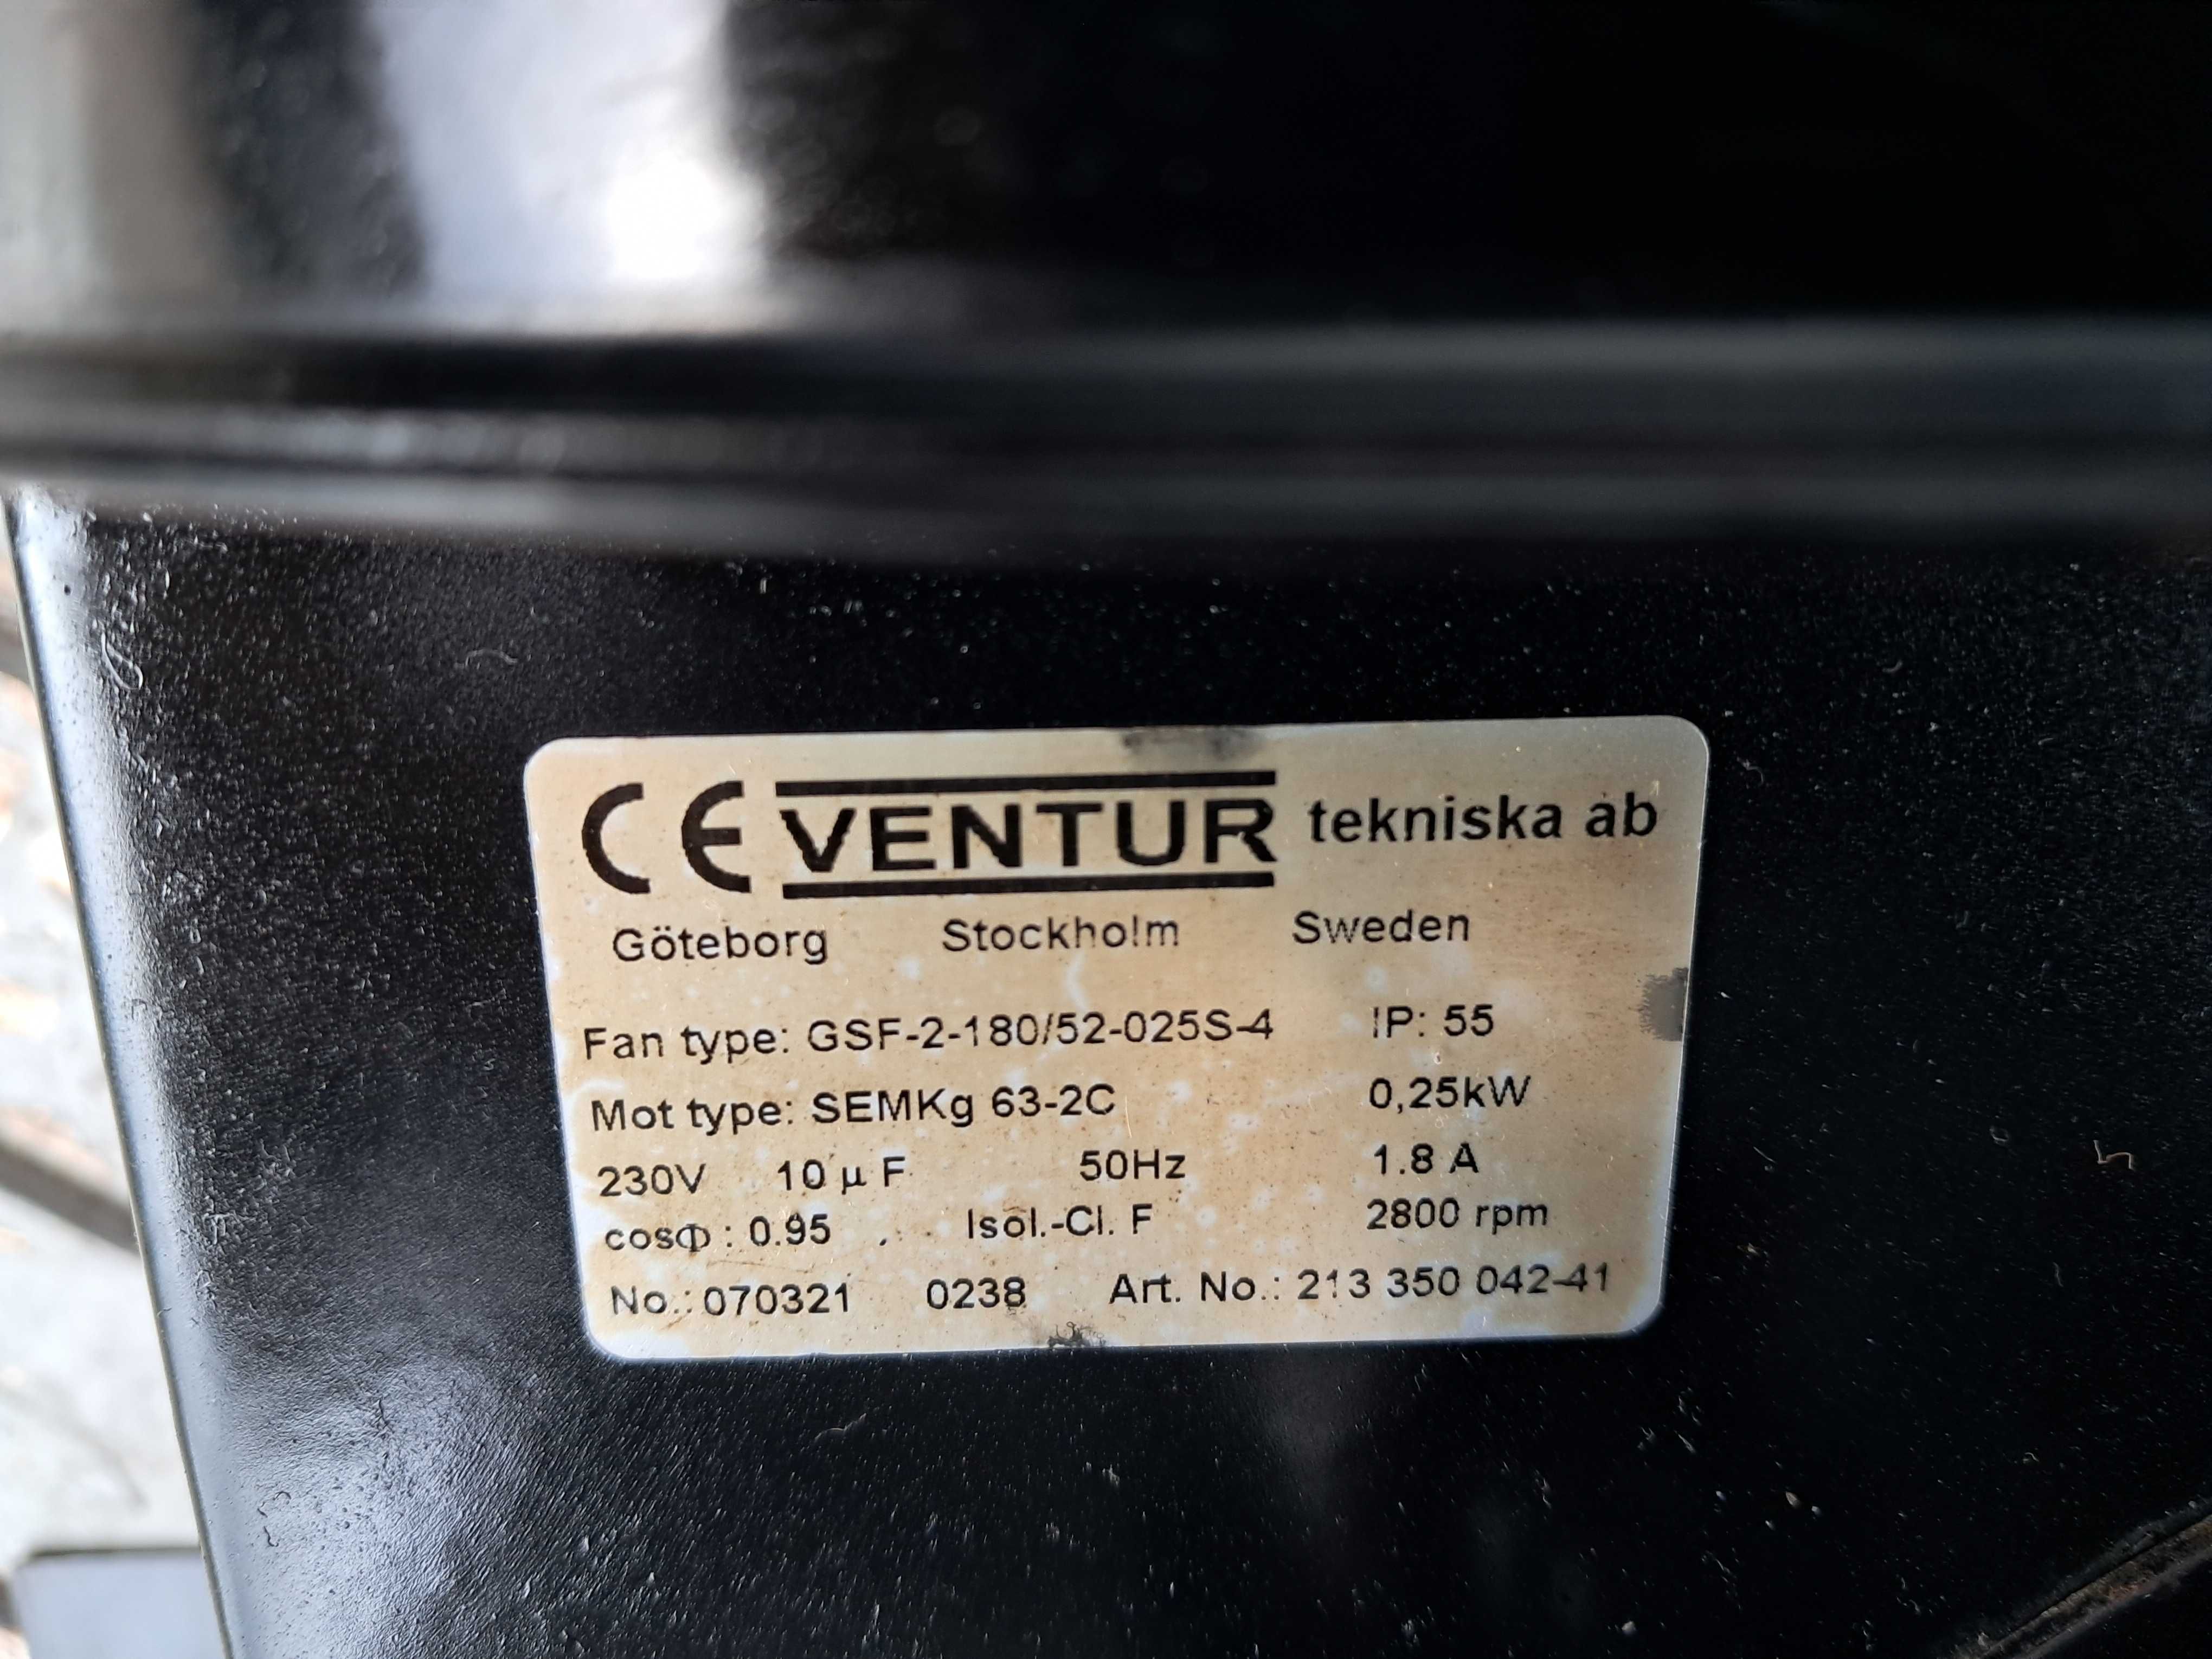 CE VENTUR tekniska ab
Göteborg Stockholm Sweden
Fan type: GSF-2-180/52-025S-4 IP: 55
Mot type: SEMKg 63-2C 0,25kW
230V 10 µ F 50Hz 1.8 A
cosΦ : 0.95 Isol.-Cl. F 2800 rpm
No.: 070321 0238 Art. No.: 213 350 042-41